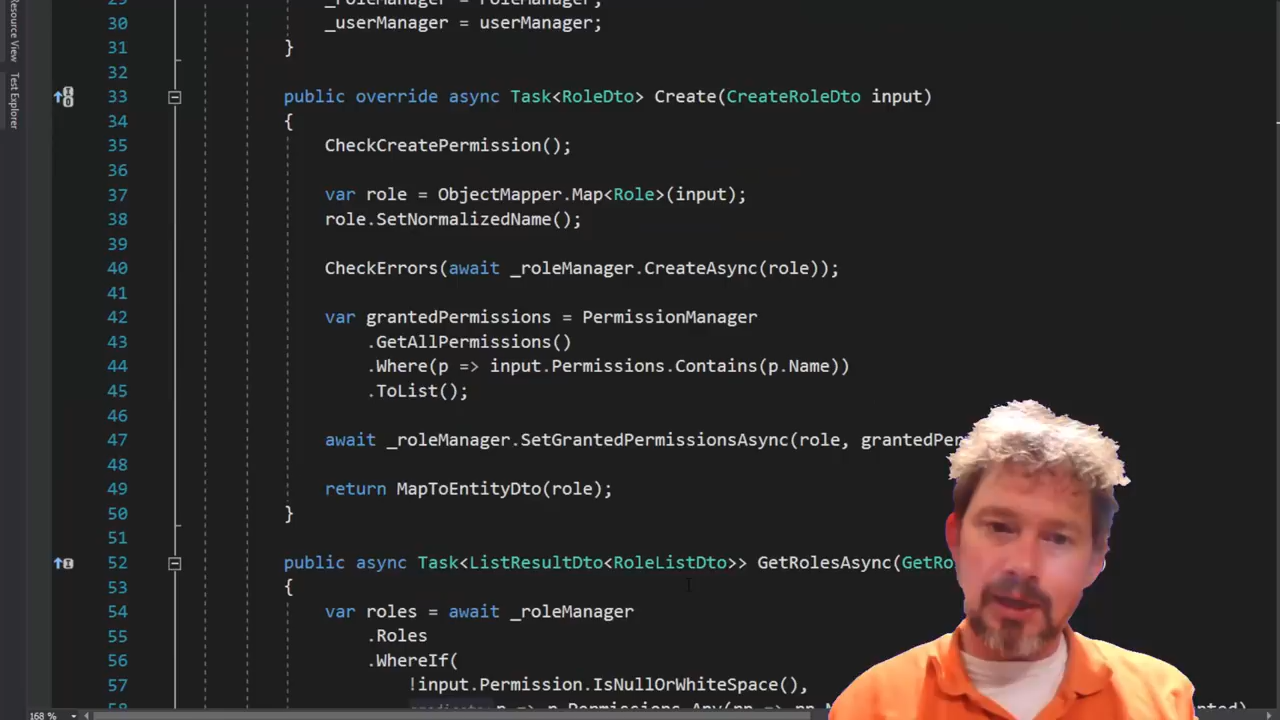 Resource View
Test Explorer
29 _roleManager = roleManager;
30 _userManager = userManager;
31 }
32
33 public override async Task<RoleDto> Create(CreateRoleDto input)
34 {
35 CheckCreatePermission();
36
37 var role = ObjectMapper.Map<Role>(input);
38 role.SetNormalizedName();
39
40 CheckErrors(await _roleManager.CreateAsync(role));
41
42 var grantedPermissions = PermissionManager
43 .GetAllPermissions()
44 .Where(p => input.Permissions.Contains(p.Name))
45 .ToList();
46
47 await _roleManager.SetGrantedPermissionsAsync(role, grantedPer
48
49 return MapToEntityDto(role);
50 }
51
52 public async Task<ListResultDto<RoleListDto>> GetRolesAsync(GetRo
53 {
54 var roles = await _roleManager
55 .Roles
56 .WhereIf(
57 !input.Permission.IsNullOrWhiteSpace(),
58
168 %